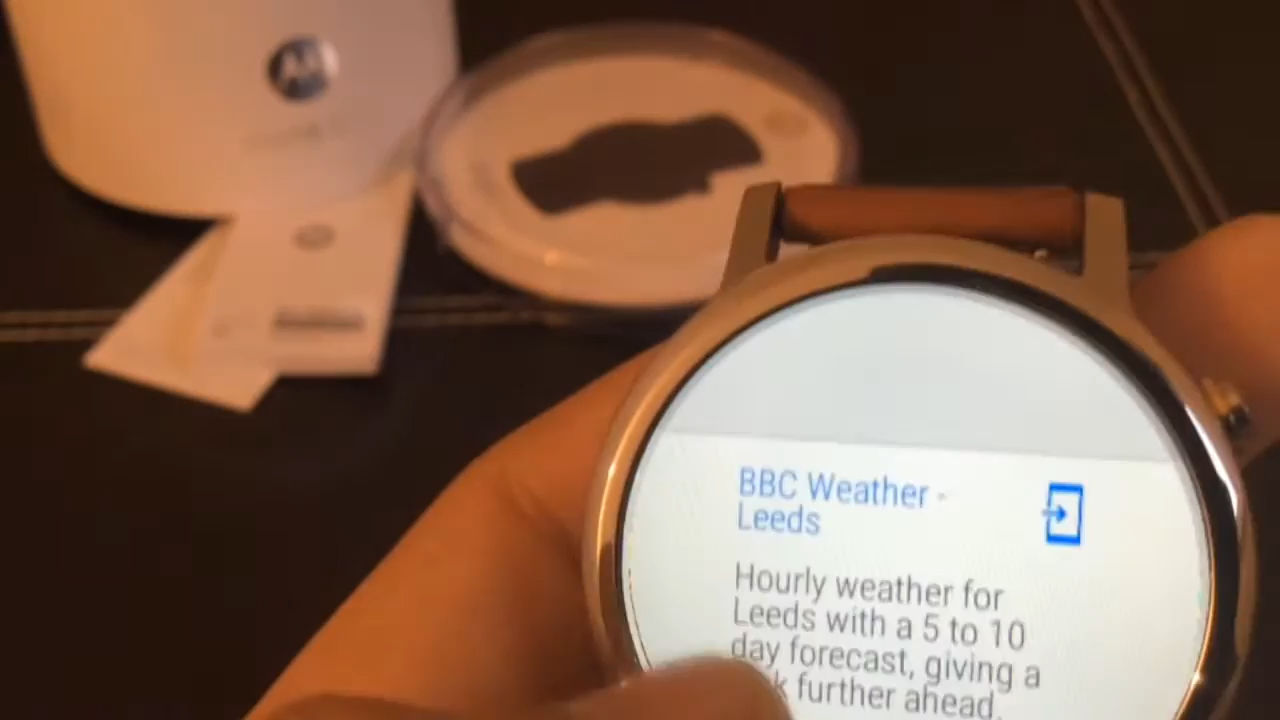 BBC Weather -
Leeds
Hourly weather for
Leeds with a 5 to 10
day forecast, giving a
further ahead.